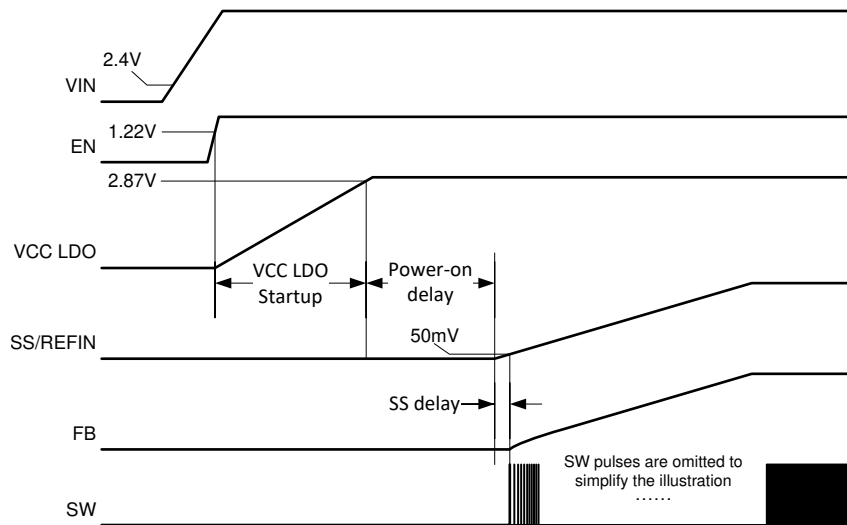 2.4V
VIN
1.22V
EN
2.87V
VCC LDO
VCC LDO
Startup
Power-on
delay
50mV
SS/REFIN
SS delay
FB
SW pulses are omitted to
simplify the illustration
......
SW